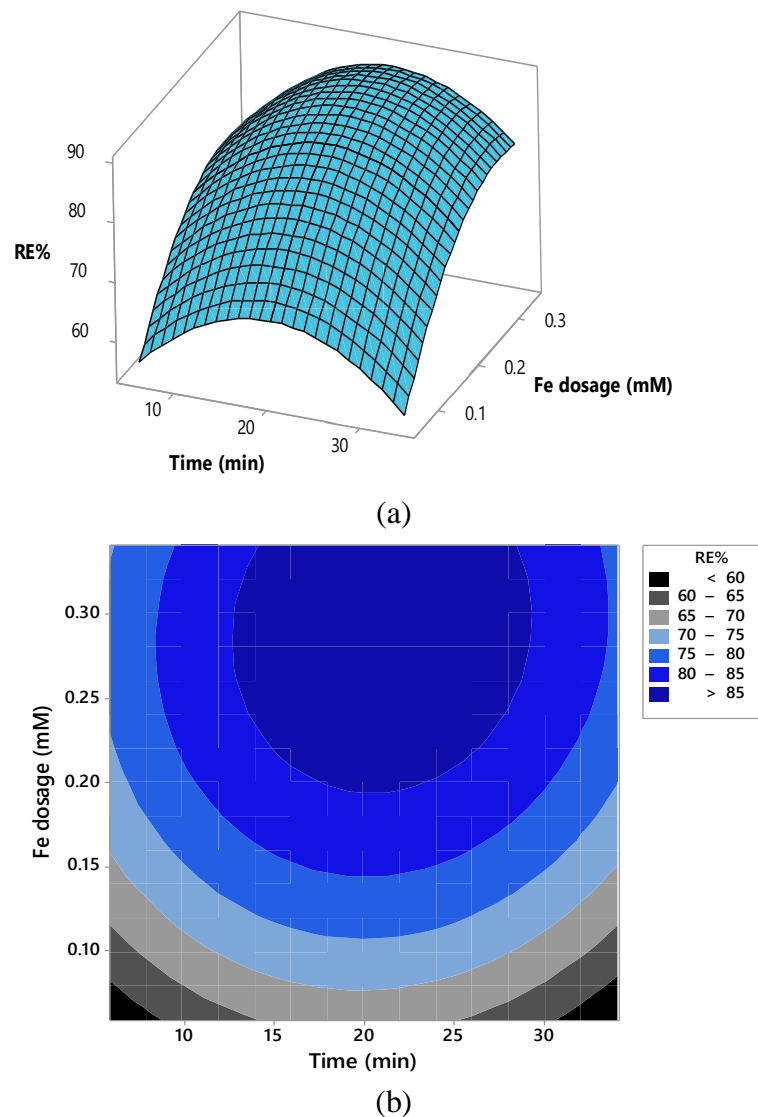 90
80
RE%
70
60
10
20
30
Time (min)
0.1
0.2
0.3
Fe dosage (mM)
(a)
RE%
< 60
60 – 65
65 – 70
70 – 75
75 – 80
80 – 85
> 85
0.30
0.25
0.20
0.15
0.10
Fe dosage (mM)
10 15 20 25 30
Time (min)
(b)